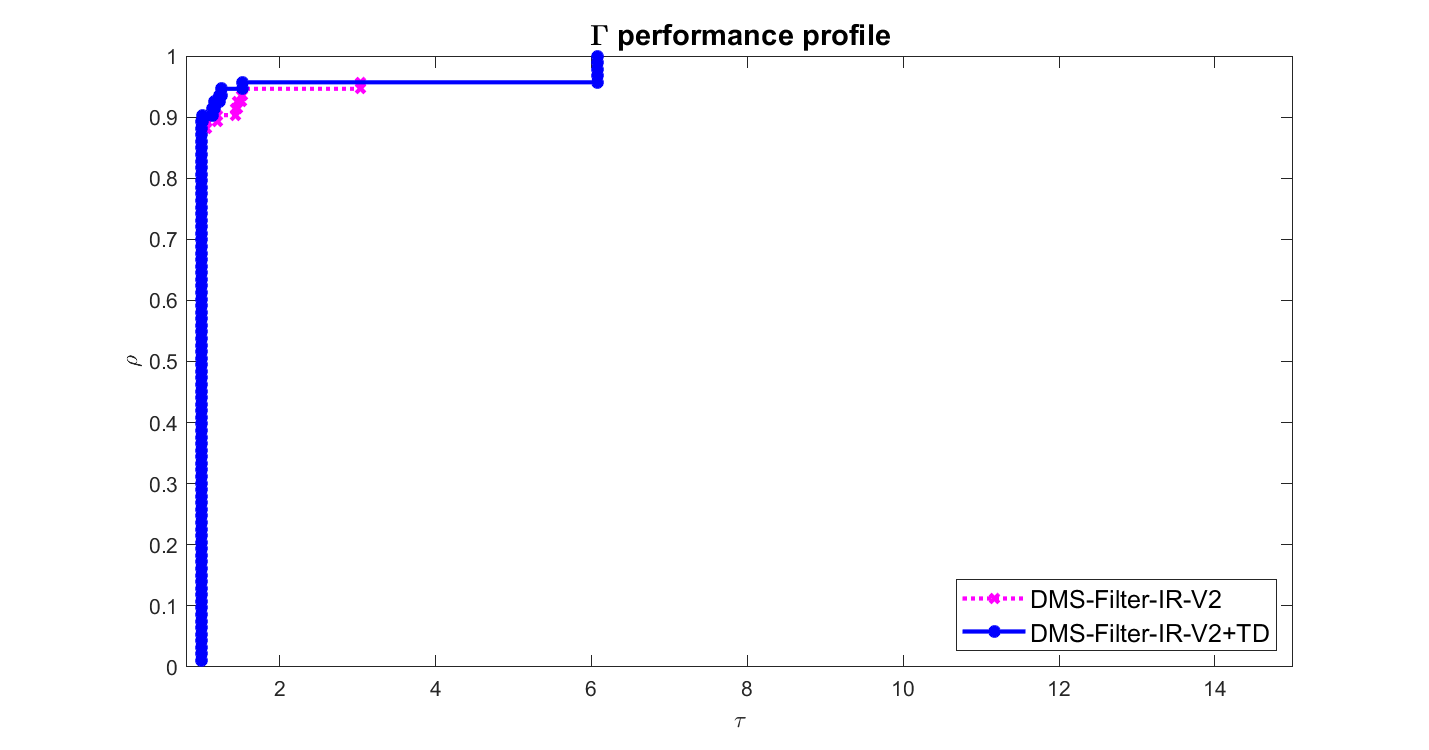 Γ performance profile
1
0.9
0.8
0.7
0.6
0.5
0.4
0.3
0.2
0.1
0
ρ
2 4 6 8 10 12 14
τ
DMS-Filter-IR-V2
DMS-Filter-IR-V2+TD